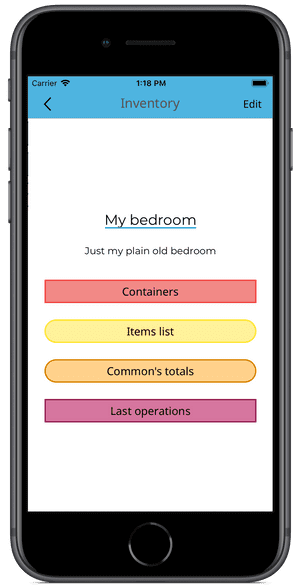 Carrier 1:18 PM
Inventory Edit
My bedroom
Just my plain old bedroom
Containers
Items list
Common's totals
Last operations